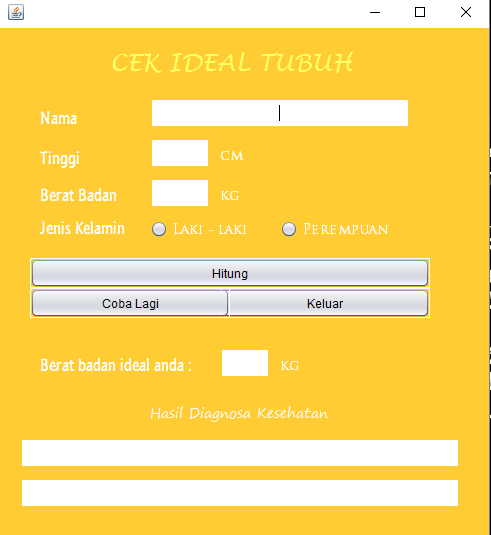 CEK IDEAL TUBUH
Nama
Tinggi CM
Berat Badan KG
Jenis Kelamin Laki - laki Perempuan
Hitung
Coba Lagi Keluar
Berat badan ideal anda : KG
Hasil Diagnosa Kesehatan